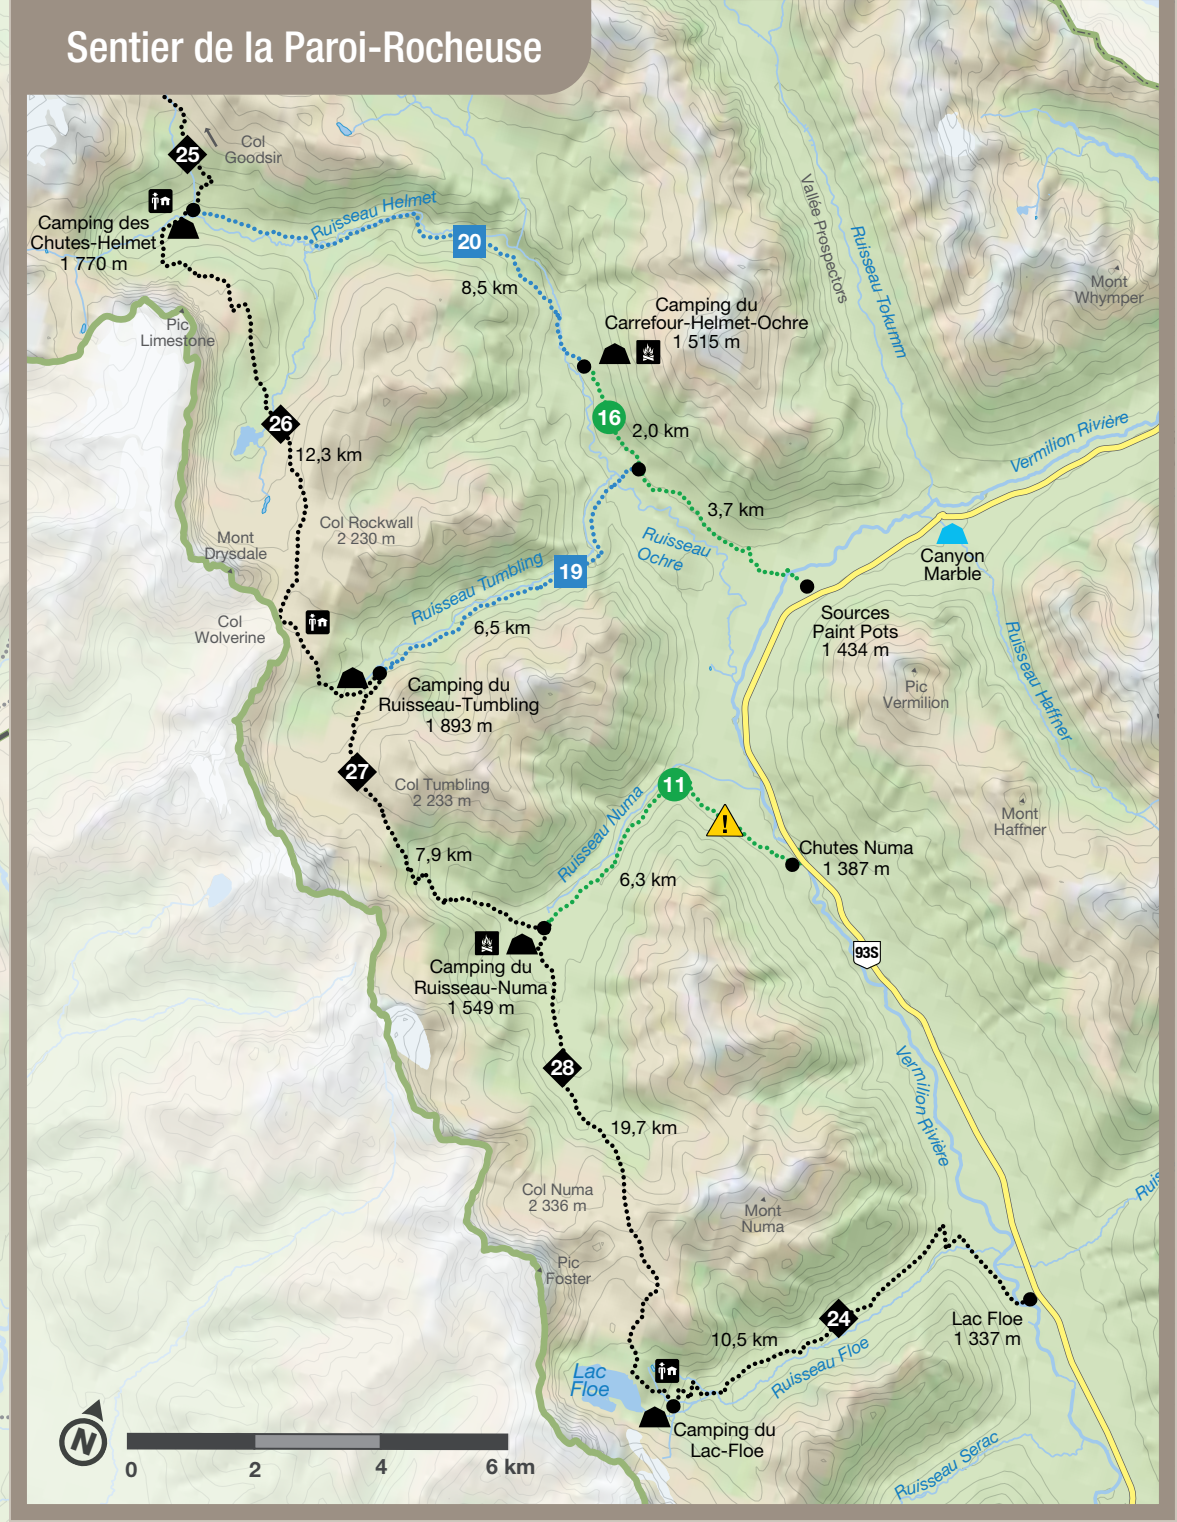 Sentier de la Paroi-Rocheuse
25
Col
Goodsir
Camping des
Chutes-Helmet
1 770 m
Ruisseau Helmet
20
8,5 km
Vallée Prospectors
Ruisseau Tokumm
Mont
Whymper
Pic
Limestone
Camping du
Carrefour-Helmet-Ochre
1 515 m
16
2,0 km
26
12,3 km
Vermilion Rivière
3,7 km
Col Rockwall
2 230 m
Mont
Drysdale
Ruisseau
Ochre
Canyon
Marble
Ruisseau Tumbling
19
6,5 km
Col
Wolverine
Sources
Paint Pots
1 434 m
Ruisseau Haffner
Pic
Vermilion
Camping du
Ruisseau-Tumbling
1 893 m
27
Col Tumbling
2 233 m
11
!
Ruisseau Numa
Mont
Haffner
7,9 km
6,3 km
Chutes Numa
1 387 m
93S
Camping du
Ruisseau-Numa
1 549 m
28
Vermilion Rivière
19,7 km
Col Numa
2 336 m
Mont
Numa
Ruis
Pic
Foster
24
10,5 km
Lac Floe
1 337 m
Ruisseau Floe
Lac
Floe
Camping du
Lac-Floe
Ruisseau Serac
N
0 2 4 6 km